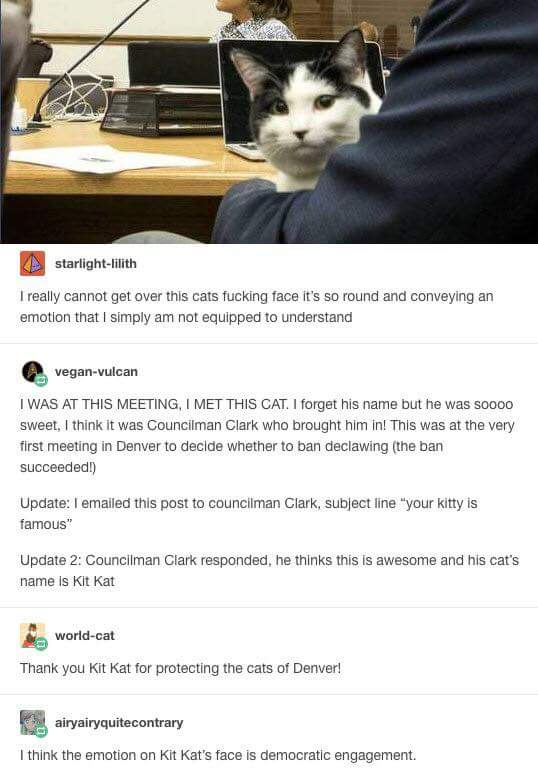 starlight-lilith
I really cannot get over this cats fucking face it's so round and conveying an
emotion that I simply am not equipped to understand
vegan-vulcan
I WAS AT THIS MEETING, I MET THIS CAT. I forget his name but he was soooo
sweet, I think it was Councilman Clark who brought him in! This was at the very
first meeting in Denver to decide whether to ban declawing (the ban
succeeded!)
Update: I emailed this post to councilman Clark, subject line “your kitty is
famous”
Update 2: Councilman Clark responded, he thinks this is awesome and his cat's
name is Kit Kat
world-cat
Thank you Kit Kat for protecting the cats of Denver!
airyairyquitecontrary
I think the emotion on Kit Kat's face is democratic engagement.